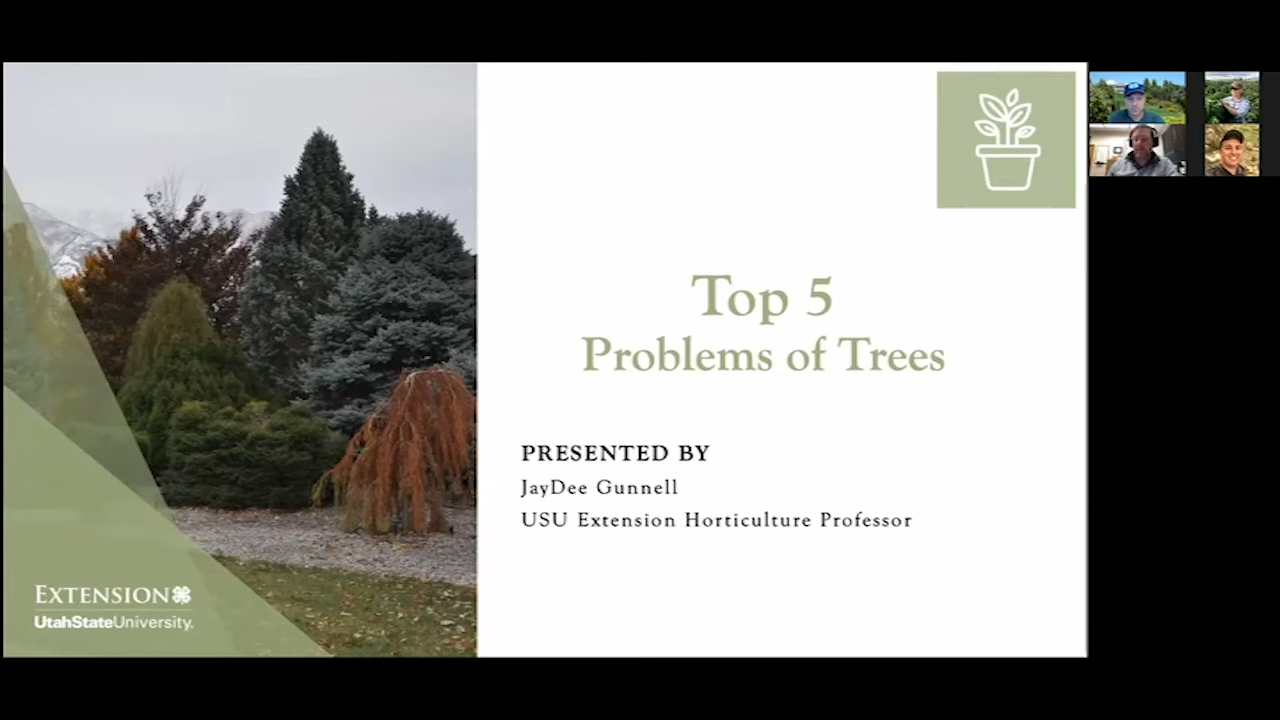 Top 5
Problems of Trees
PRESENTED BY
JayDee Gunnell
USU Extension Horticulture Professor
EXTENSION
UtahStateUniversity.